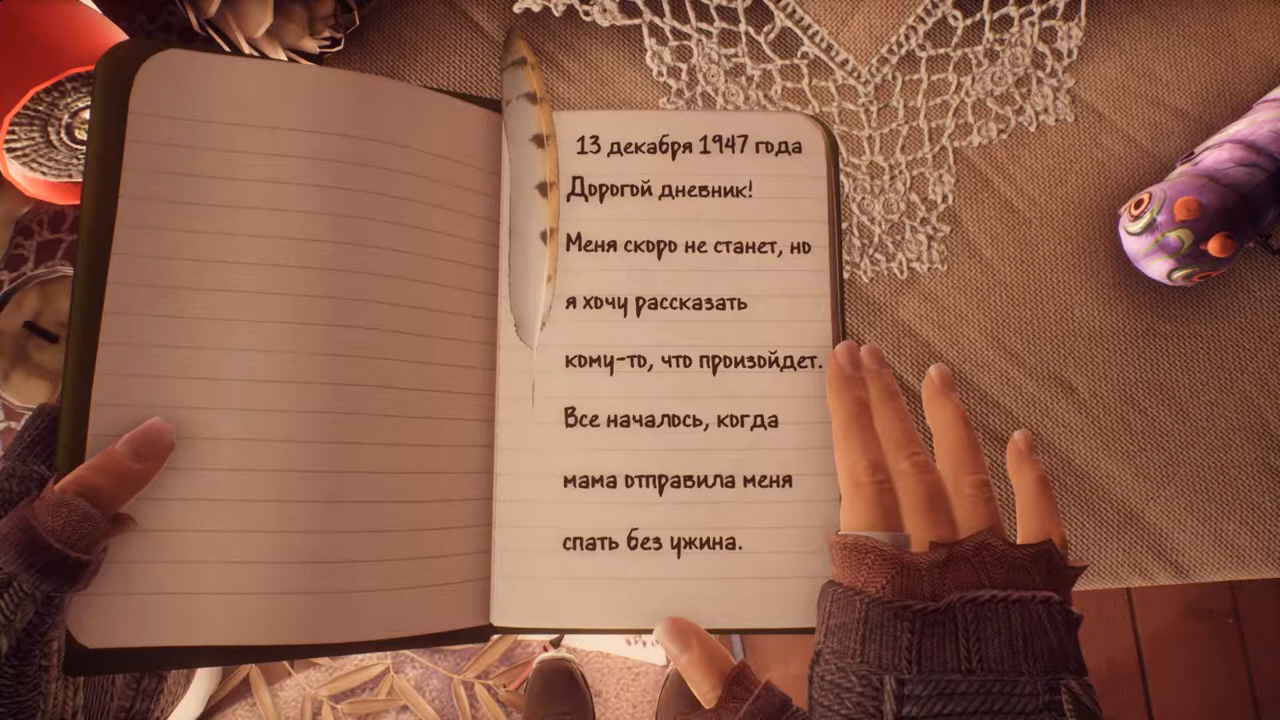 13 декабря 1947 года
Дорогой дневник!
Меня скоро не станет, но
я хочу рассказать
кому-то, что произойдет.
Все началось, когда
мама отправила меня
спать без ужина.